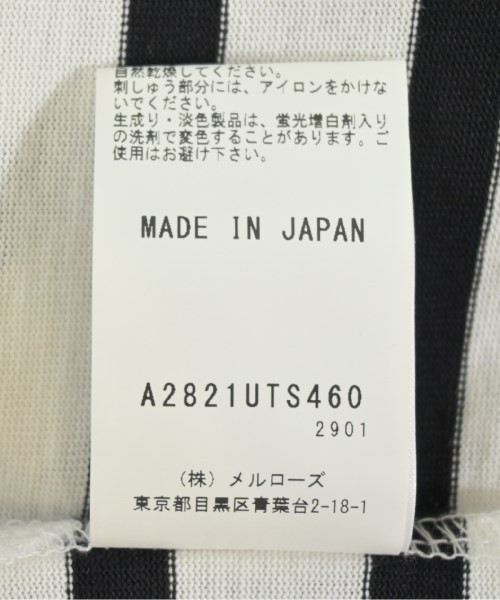 自然乾燥してください。
刺しゅう部分には、アイロンをかけな
いでください。
生成り・淡色製品は、蛍光増白剤入り
の洗剤で変色することがあります。ご
使用はお避け下さい。
MADE IN JAPAN
A2821UTS460
2901
(株) メルローズ
東京都目黒区青葉台2-18-1